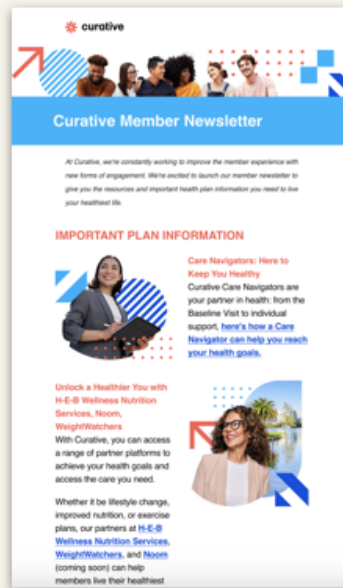 curative
Curative Member Newsletter
At Curative, we're constantly working to improve the member experience with
new forms of engagement. We're excited to launch our member newsletter to
give you the resources and important health plan information you need to live
your healthiest life.
IMPORTANT PLAN INFORMATION
Care Navigators: Here to
Keep You Healthy
Curative Care Navigators are
your partner in health: from the
Baseline Visit to individual
support, here's how a Care
Navigator can help you reach
your health goals.
Unlock a Healthier You with
H-E-B Wellness Nutrition
Services, Noom,
WeightWatchers
With Curative, you can access
a range of partner platforms to
achieve your health goals and
access the care you need.
Whether it be lifestyle change,
improved nutrition, or exercise
plans, our partners at H-E-B
Wellness Nutrition Services,
WeightWatchers, and Noom
(coming soon) can help
members live their healthiest